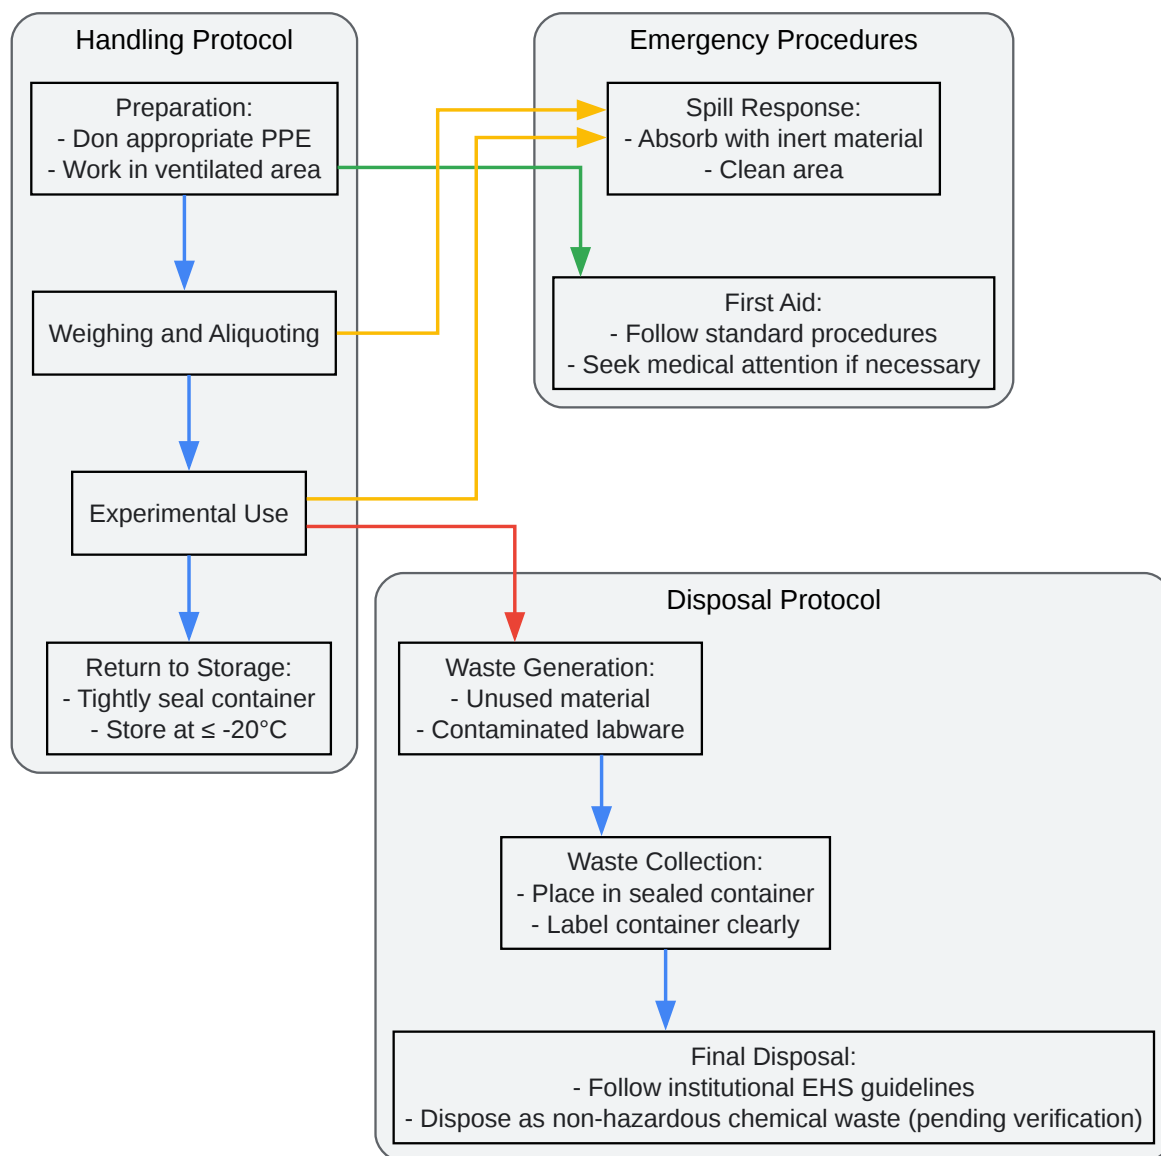 Handling Protocol
Preparation:
- Don appropriate PPE
- Work in ventilated area
Weighing and Aliquoting
Experimental Use
Return to Storage:
- Tightly seal container
- Store at ≤ -20°C
Emergency Procedures
Spill Response:
- Absorb with inert material
- Clean area
First Aid:
- Follow standard procedures
- Seek medical attention if necessary
Disposal Protocol
Waste Generation:
- Unused material
- Contaminated labware
Waste Collection:
- Place in sealed container
- Label container clearly
Final Disposal:
- Follow institutional EHS guidelines
- Dispose as non-hazardous chemical waste (pending verification)